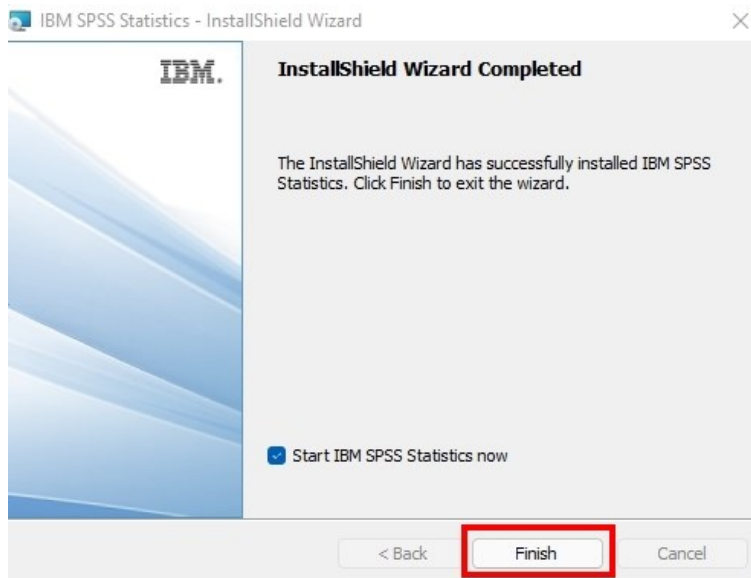 IBM SPSS Statistics - InstallShield Wizard
IBM.
InstallShield Wizard Completed
The InstallShield Wizard has successfully installed IBM SPSS
Statistics. Click Finish to exit the wizard.
Start IBM SPSS Statistics now
< Back Finish Cancel